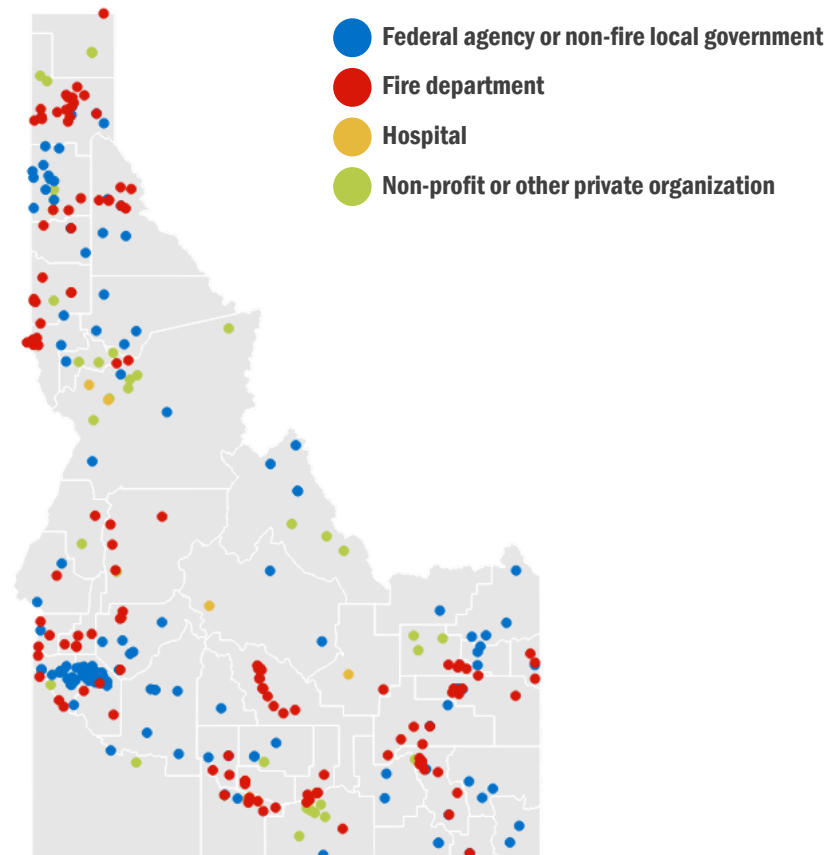 Federal agency or non-fire local government
Fire department
Hospital
Non-profit or other private organization